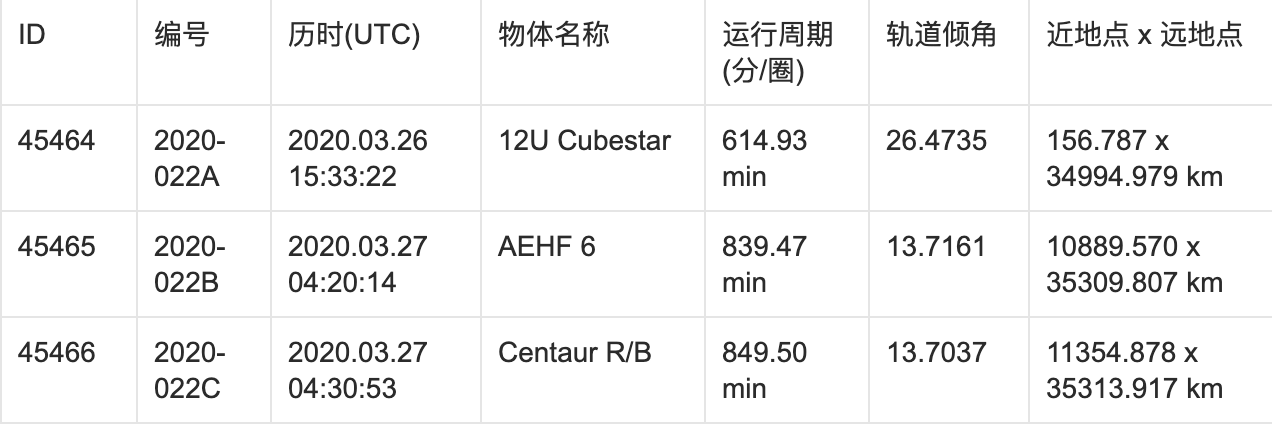 ID 编号 历时(UTC) 物体名称 运行周期 轨道倾角 近地点 x 远地点
(分/圈)
45464 2020- 2020.03.26 12U Cubestar 614.93 26.4735 156.787 x
022A 15:33:22 min 34994.979 km
45465 2020- 2020.03.27 AEHF 6 839.47 13.7161 10889.570 x
022B 04:20:14 min 35309.807 km
45466 2020- 2020.03.27 Centaur R/B 849.50 13.7037 11354.878 x
022C 04:30:53 min 35313.917 km